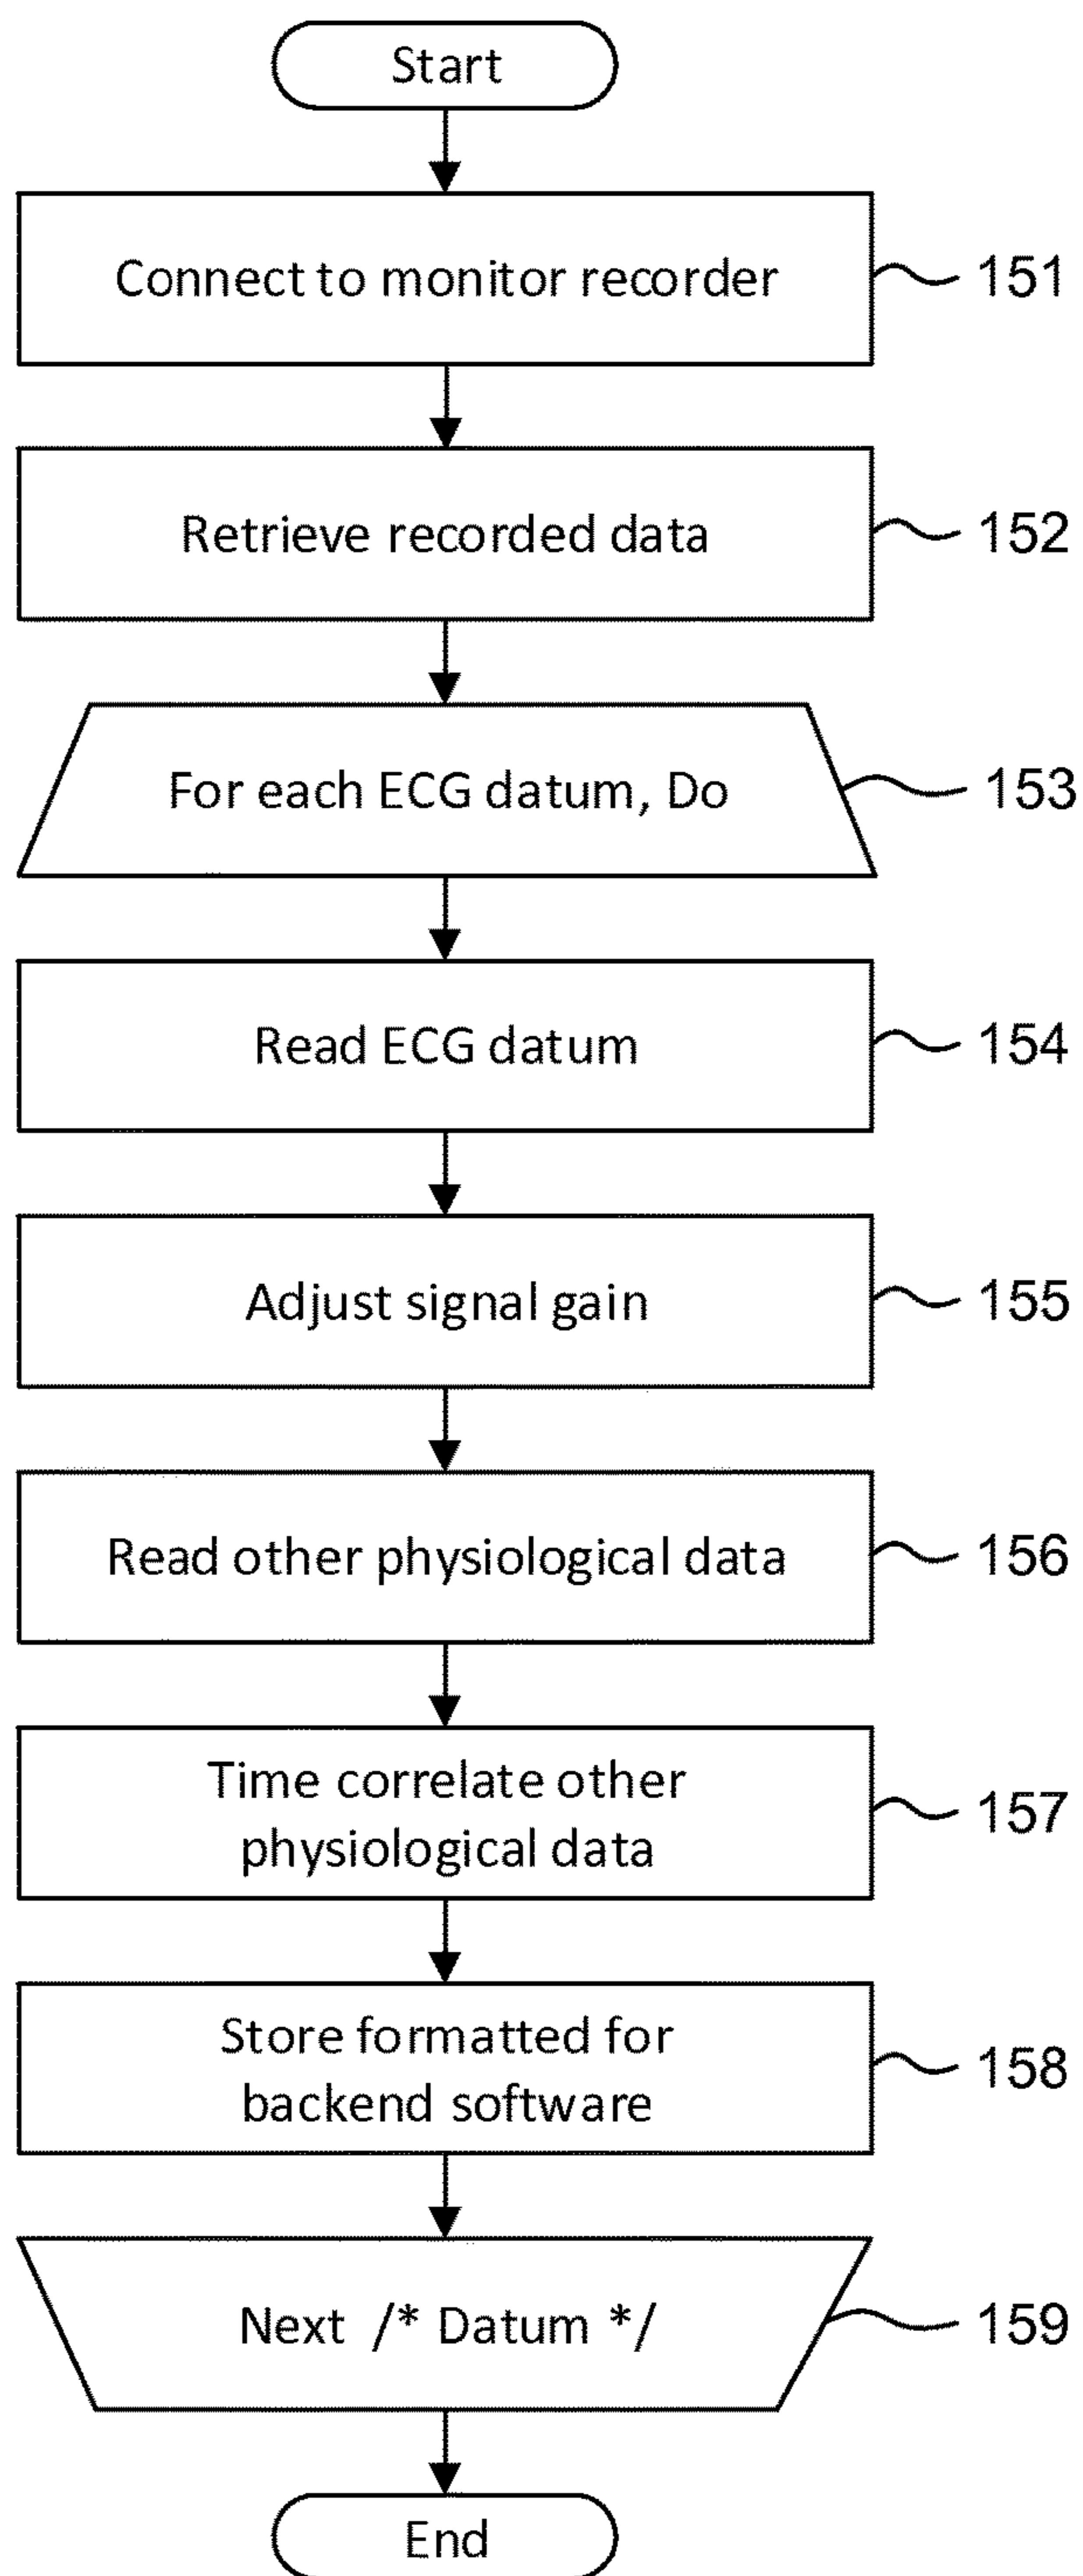 Start
Connect to monitor recorder
151
Retrieve recorded data
152
For each ECG datum, Do
153
Read ECG datum
154
Adjust signal gain
155
Read other physiological data
156
Time correlate other
physiological data
157
Store formatted for
backend software
158
Next /* Datum */
159
End